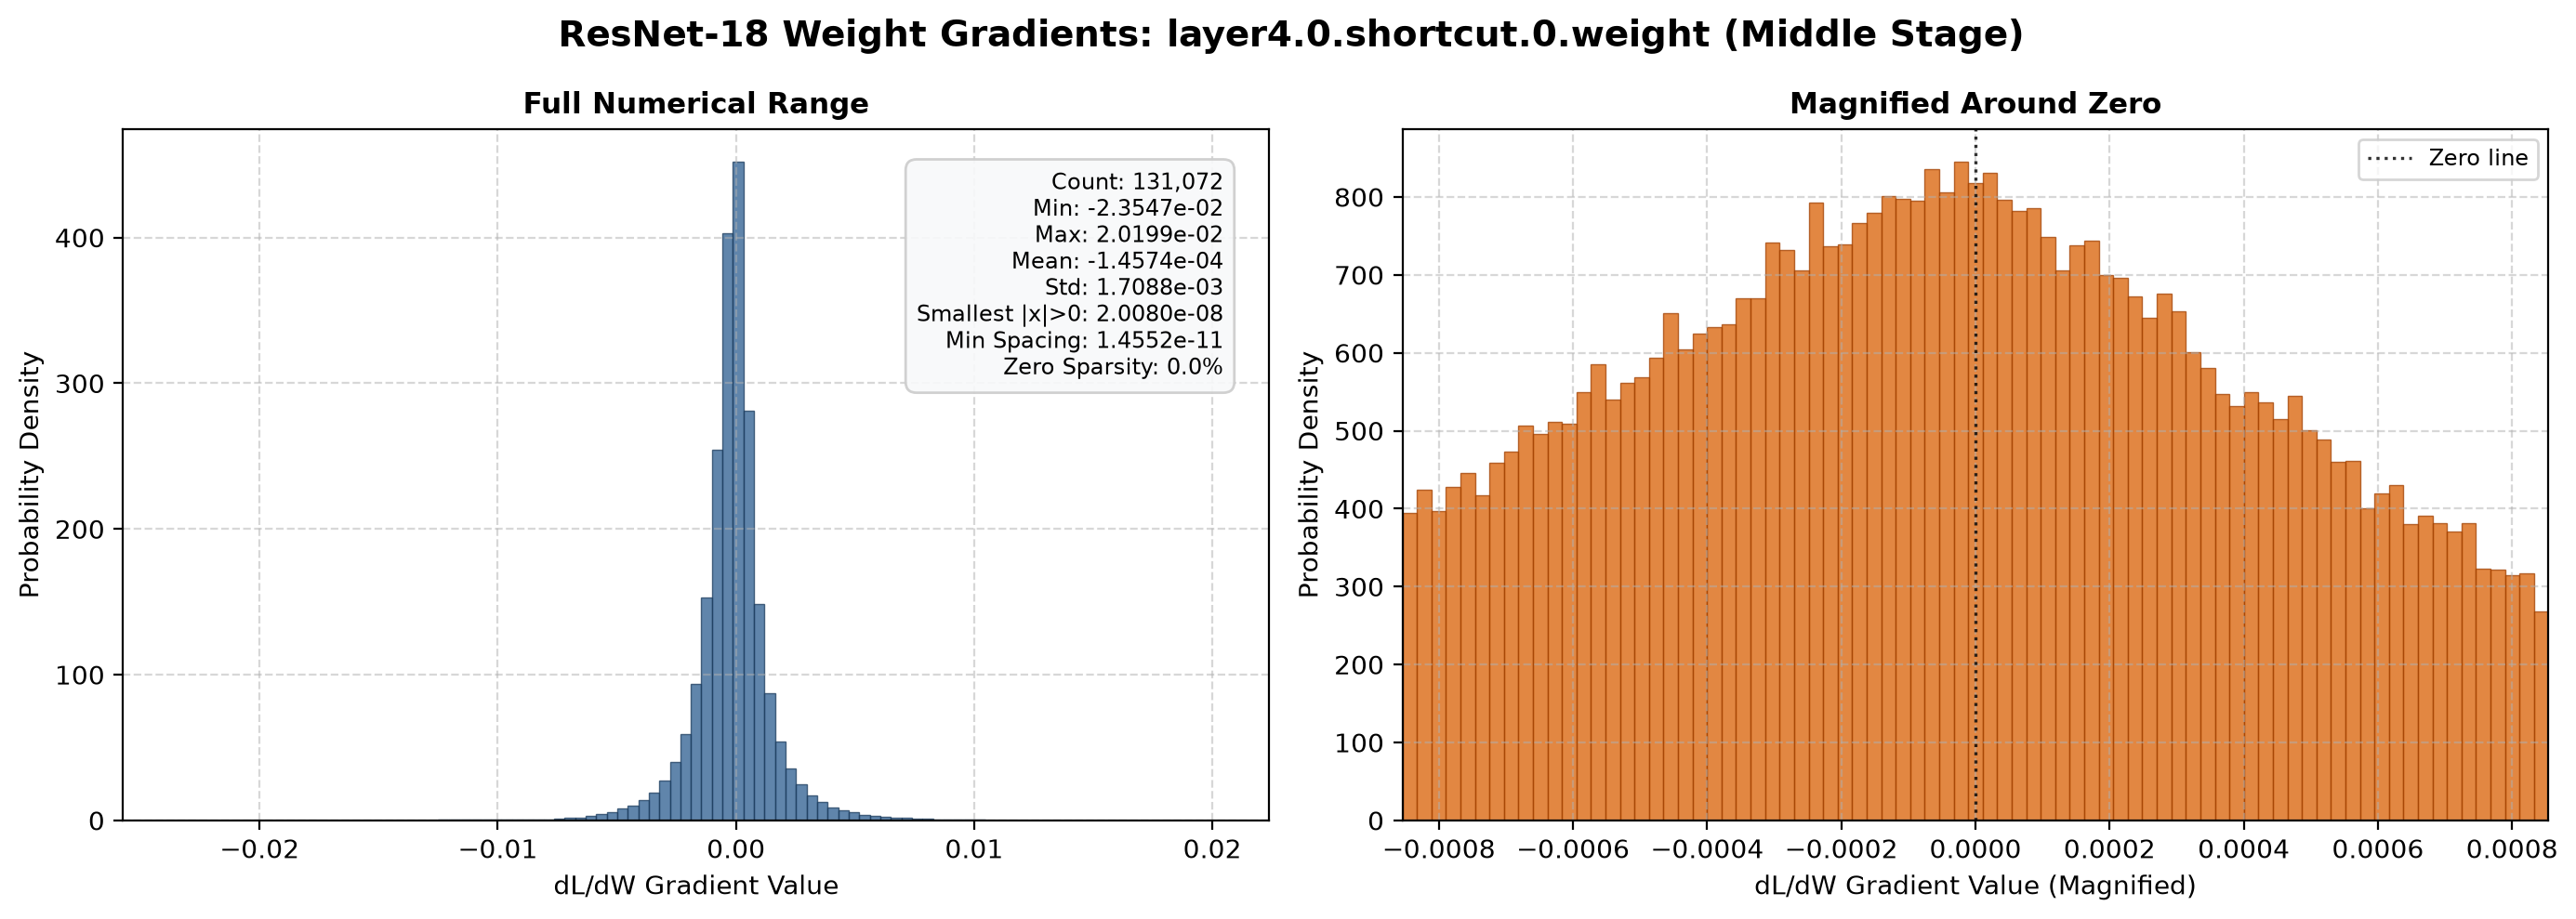 ResNet-18 Weight Gradients: layer4.0.shortcut.0.weight (Middle Stage)
Full Numerical Range
Probability Density
400
300
200
100
0
Count: 131,072
Min: -2.3547e-02
Max: 2.0199e-02
Mean: -1.4574e-04
Std: 1.7088e-03
Smallest |x|>0: 2.0080e-08
Min Spacing: 1.4552e-11
Zero Sparsity: 0.0%
−0.02 −0.01 0.00 0.01 0.02
dL/dW Gradient Value
Magnified Around Zero
Probability Density
800
700
600
500
400
300
200
100
0
Zero line
−0.0008 −0.0006 −0.0004 −0.0002 0.0000 0.0002 0.0004 0.0006 0.0008
dL/dW Gradient Value (Magnified)